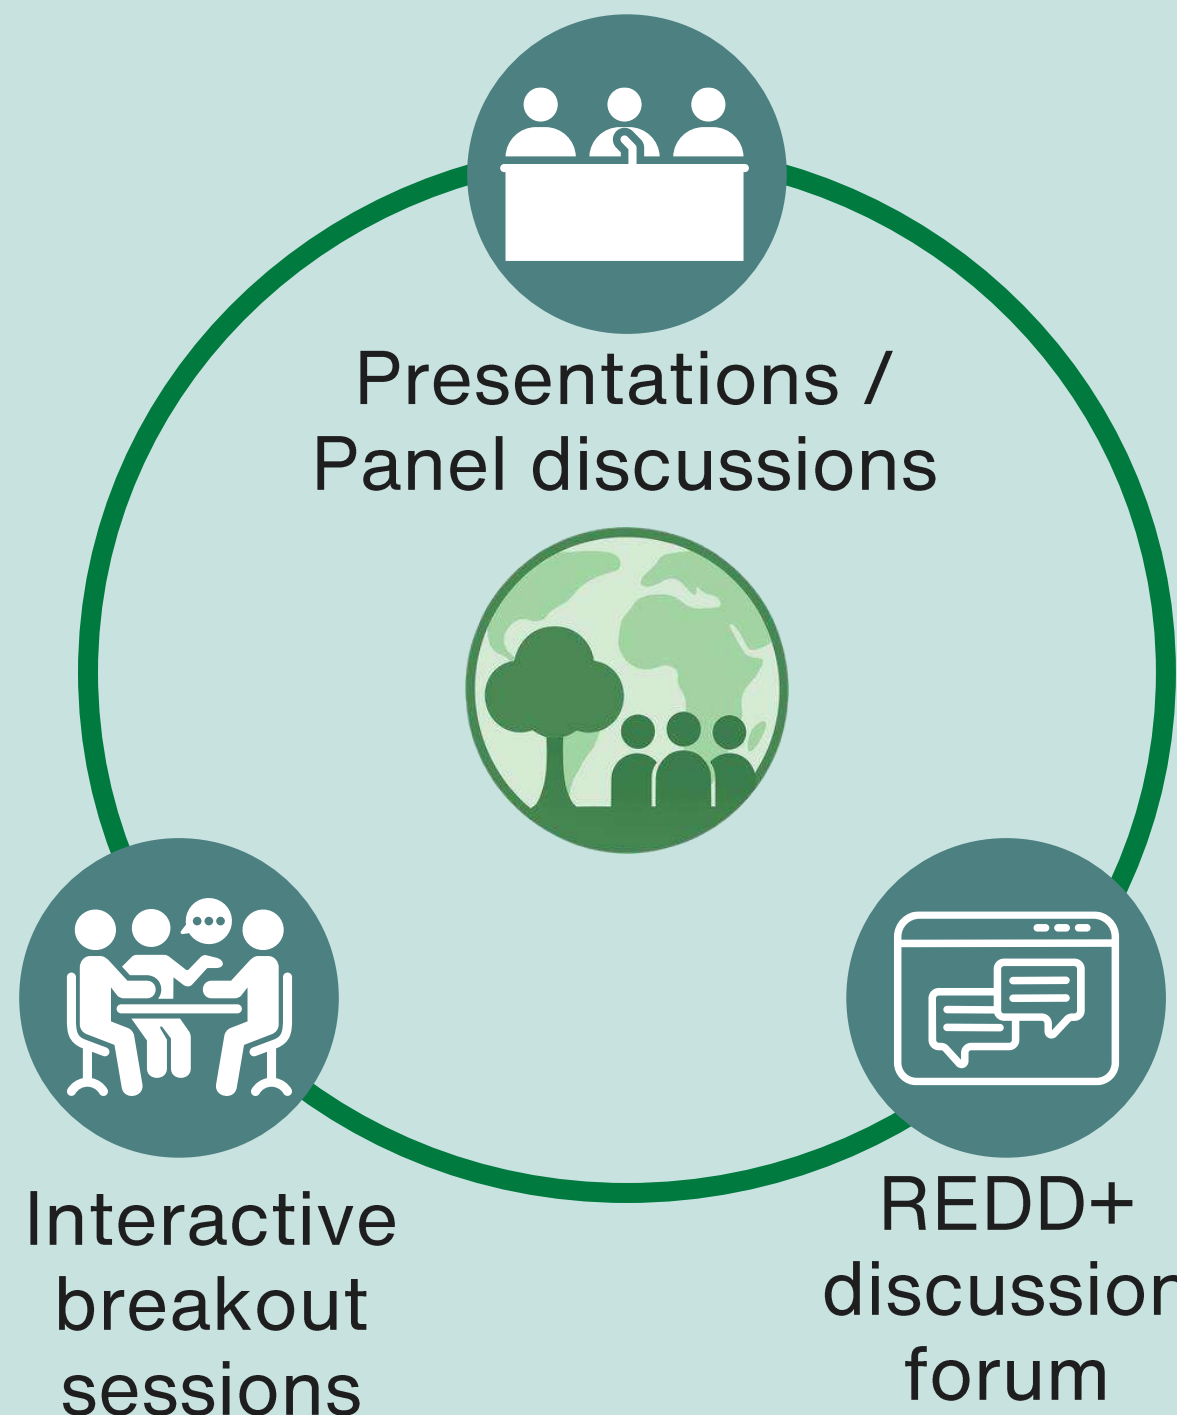 Presentations /
Panel discussions
Interactive
breakout
sessions
REDD+
discussion
forum